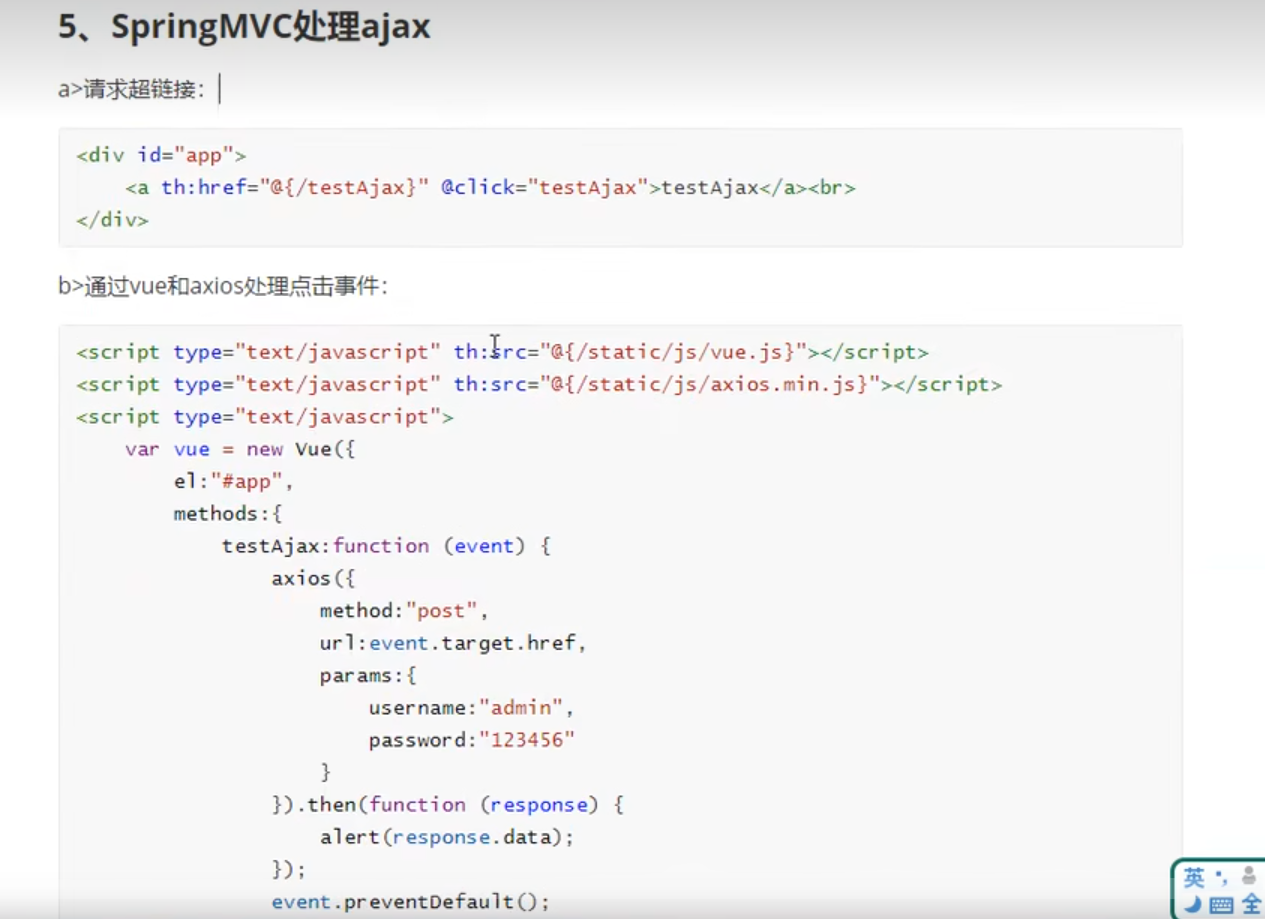 5、SpringMVC处理ajax
a>请求超链接：
<div id="app">
    <a th:href="@{/testAjax}" @click="testAjax">testAjax</a><br>
</div>
b>通过vue和axios处理点击事件：
<script type="text/javascript" th:src="@{/static/js/vue.js}"></script>
<script type="text/javascript" th:src="@{/static/js/axios.min.js}"></script>
<script type="text/javascript">
    var vue = new Vue({
        el:"#app",
        methods:{
            testAjax:function (event) {
                axios({
                    method:"post",
                    url:event.target.href,
                    params:{
                        username:"admin",
                        password:"123456"
                    }
                }).then(function (response) {
                    alert(response.data);
                });
                event.preventDefault();
英 •,
全